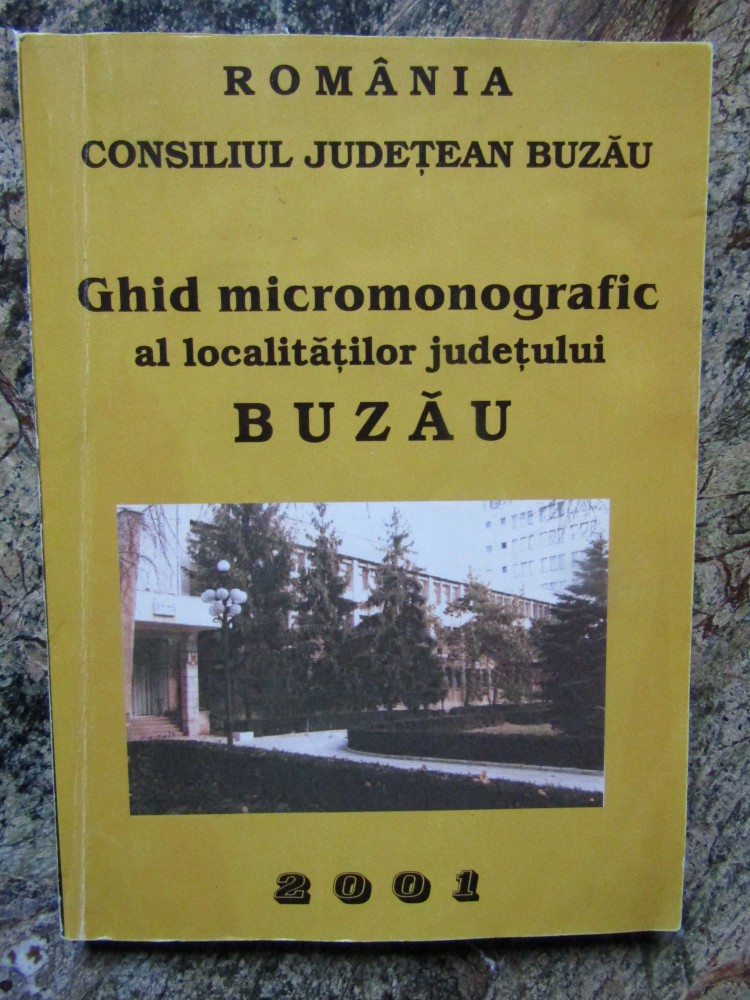 ROMÂNIA
CONSILIUL JUDEȚEAN BUZĂU
Ghid micromonografic
al localităților județului
BUZĂU
2001